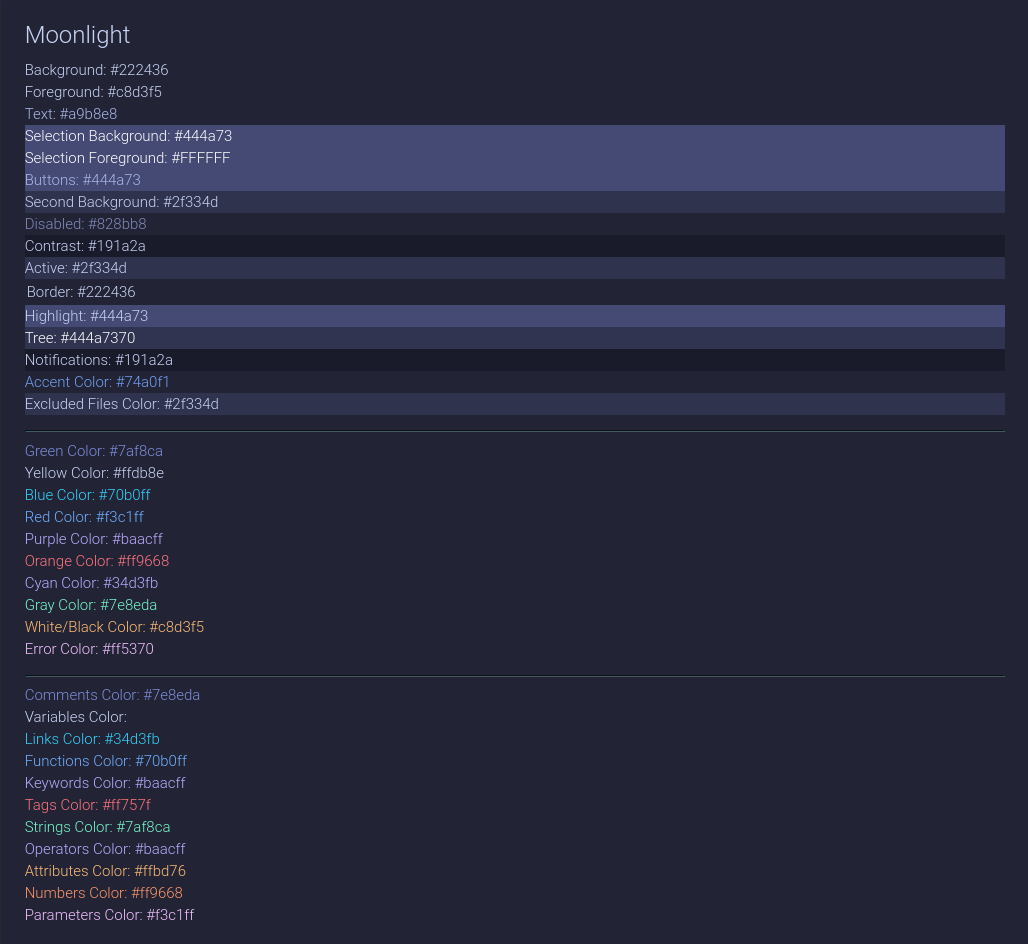 Moonlight
Background: #222436
Foreground: #c8d3f5
Text: #a9b8e8
Selection Background: #444a73
Selection Foreground: #FFFFFF
Buttons: #444a73
Second Background: #2f334d
Disabled: #828bb8
Contrast: #191a2a
Active: #2f334d
Border: #222436
Highlight: #444a73
Tree: #444a7370
Notifications: #191a2a
Accent Color: #74a0f1
Excluded Files Color: #2f334d
Green Color: #7af8ca
Yellow Color: #ffdb8e
Blue Color: #70b0ff
Red Color: #f3c1ff
Purple Color: #baacff
Orange Color: #ff9668
Cyan Color: #34d3fb
Gray Color: #7e8eda
White/Black Color: #c8d3f5
Error Color: #ff5370
Comments Color: #7e8eda
Variables Color:
Links Color: #34d3fb
Functions Color: #70b0ff
Keywords Color: #baacff
Tags Color: #ff757f
Strings Color: #7af8ca
Operators Color: #baacff
Attributes Color: #ffbd76
Numbers Color: #ff9668
Parameters Color: #f3c1ff